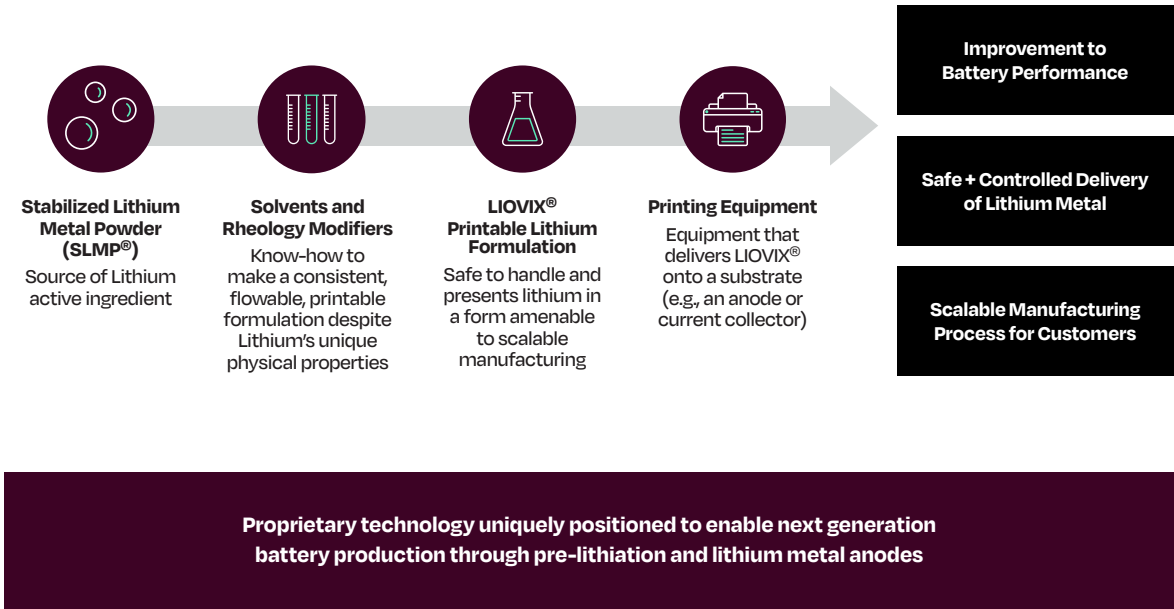 Stabilized Lithium
Metal Powder
(SLMP®)
Source of Lithium
active ingredient
Solvents and
Rheology Modifiers
Know-how to
make a consistent,
flowable, printable
formulation despite
Lithium's unique
physical properties
LIOVIX®
Printable Lithium
Formulation
Safe to handle and
presents lithium in
a form amenable
to scalable
manufacturing
Printing Equipment
Equipment that
delivers LIOVIX®
onto a substrate
(e.g., an anode or
current collector)
Improvement to
Battery Performance
Safe + Controlled Delivery
of Lithium Metal
Scalable Manufacturing
Process for Customers
Proprietary technology uniquely positioned to enable next generation
battery production through pre-lithiation and lithium metal anodes